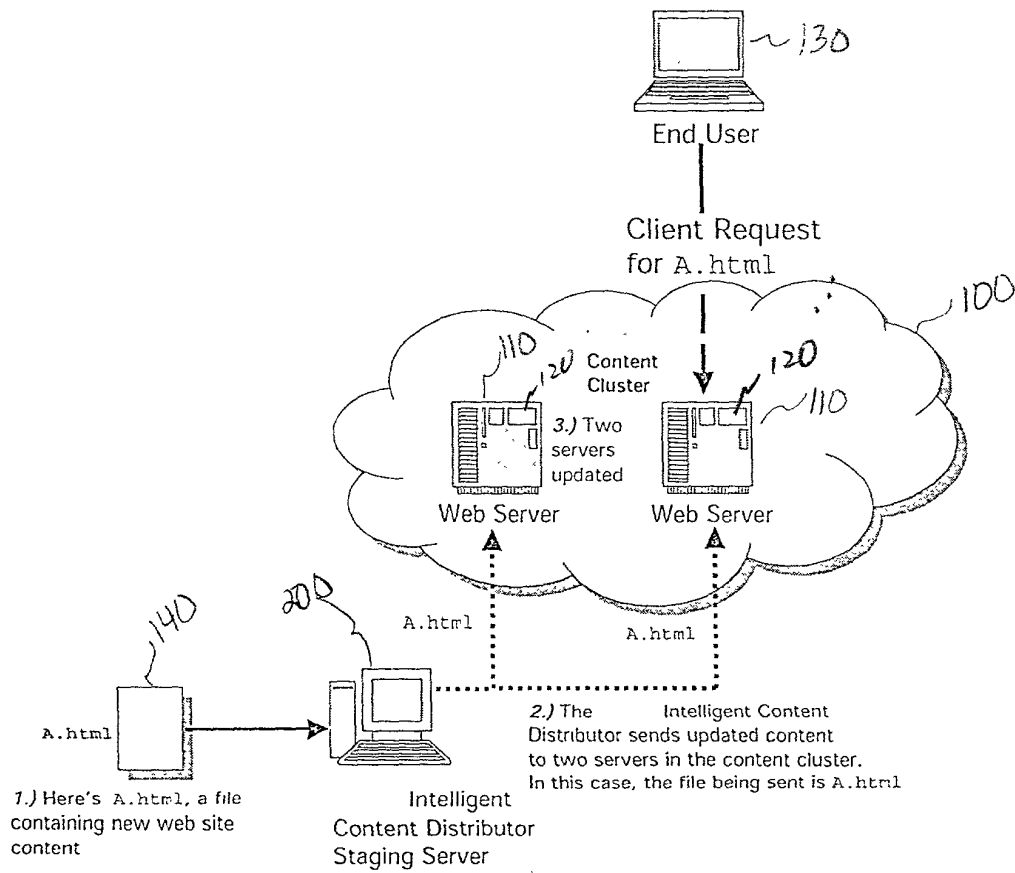 130
End User
Client Request
for A.html
100
110
120
Content
Cluster
120
110
3.) Two
servers
updated
Web Server
Web Server
140
200
A.html
A.html
A.html
2.) The Intelligent Content
Distributor sends updated content
to two servers in the content cluster.
In this case, the file being sent is A.html
1.) Here's A.html, a file
containing new web site
content
Intelligent
Content Distributor
Staging Server